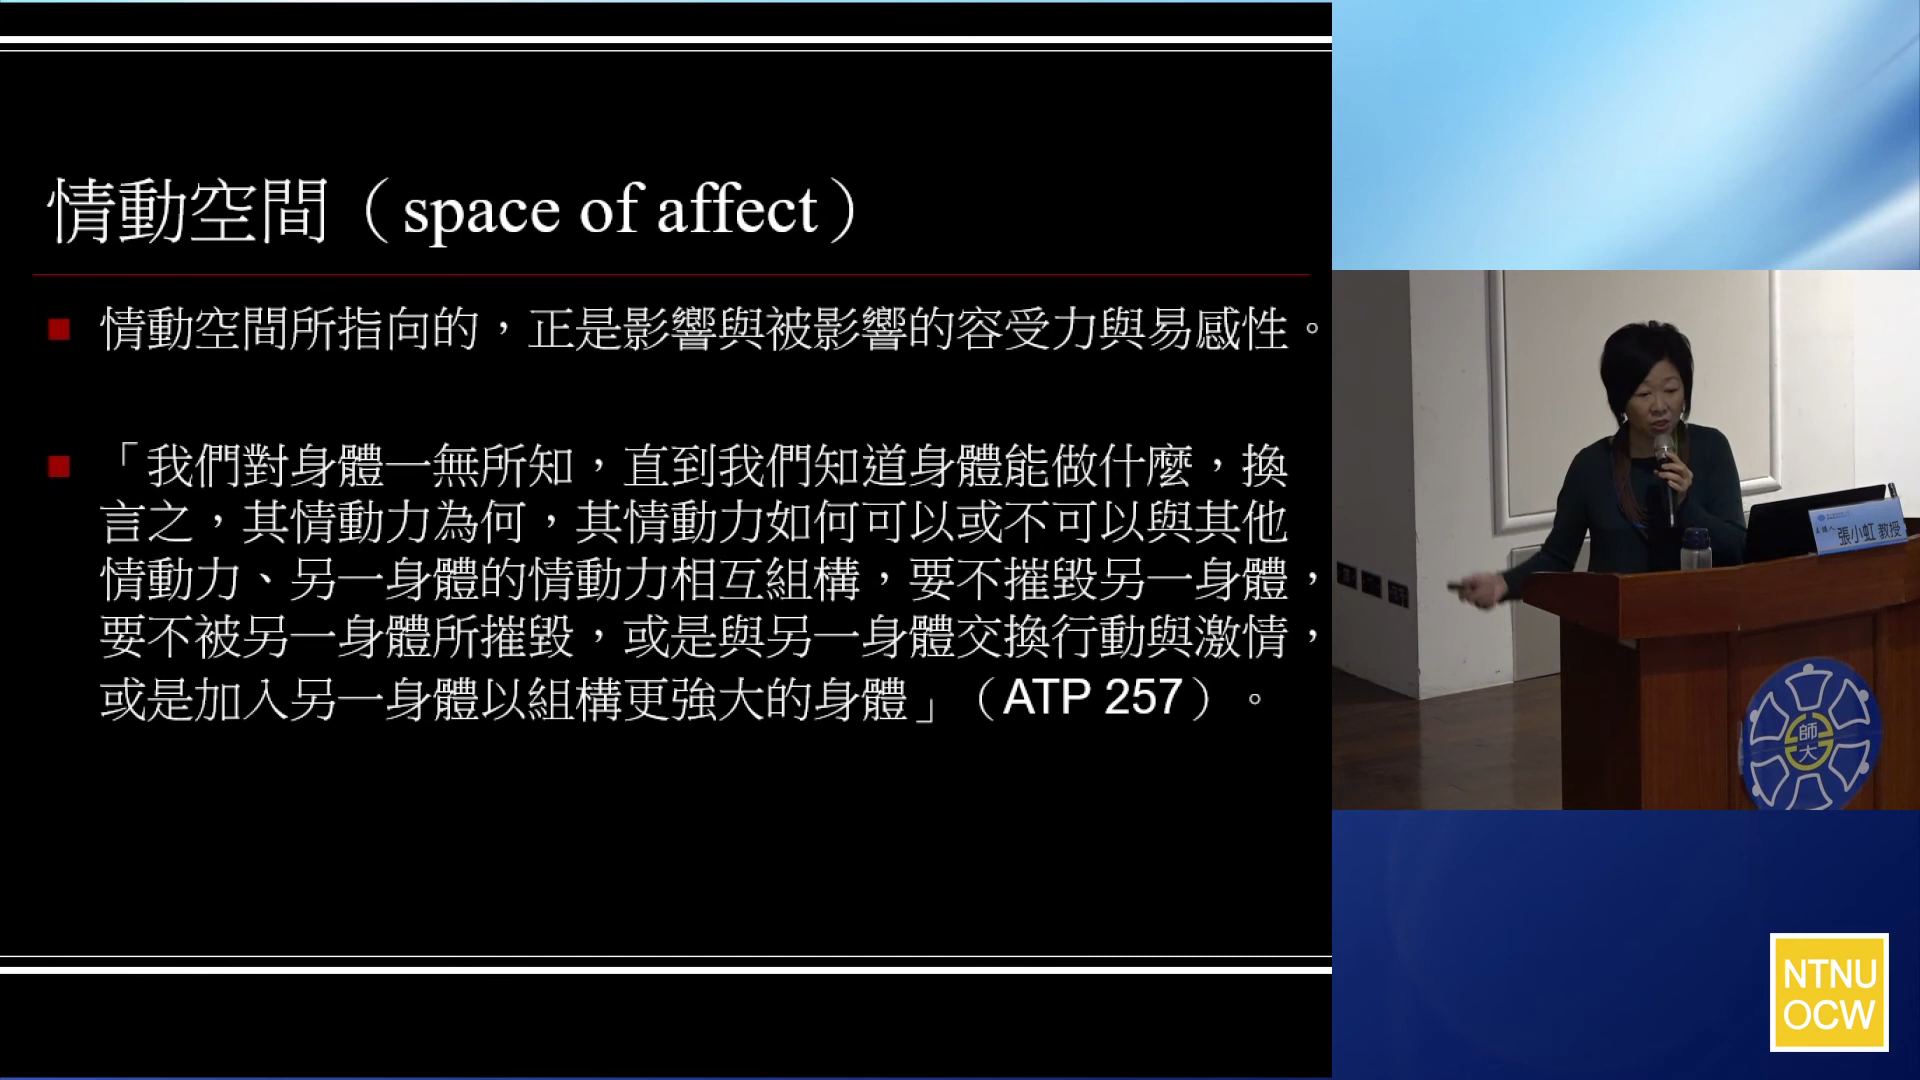 情動空間（space of affect）
情動空間所指向的，正是影響與被影響的容受力與易感性。
「我們對身體一無所知，直到我們知道身體能做什麼，換
言之，其情動力為何，其情動力如何可以或不可以與其他
情動力、另一身體的情動力相互組構，要不摧毀另一身體，
要不被另一身體所摧毀，或是與另一身體交換行動與激情，
或是加入另一身體以組構更強大的身體」（ATP 257）。
張小虹 教授
師大
NTNU
OCW